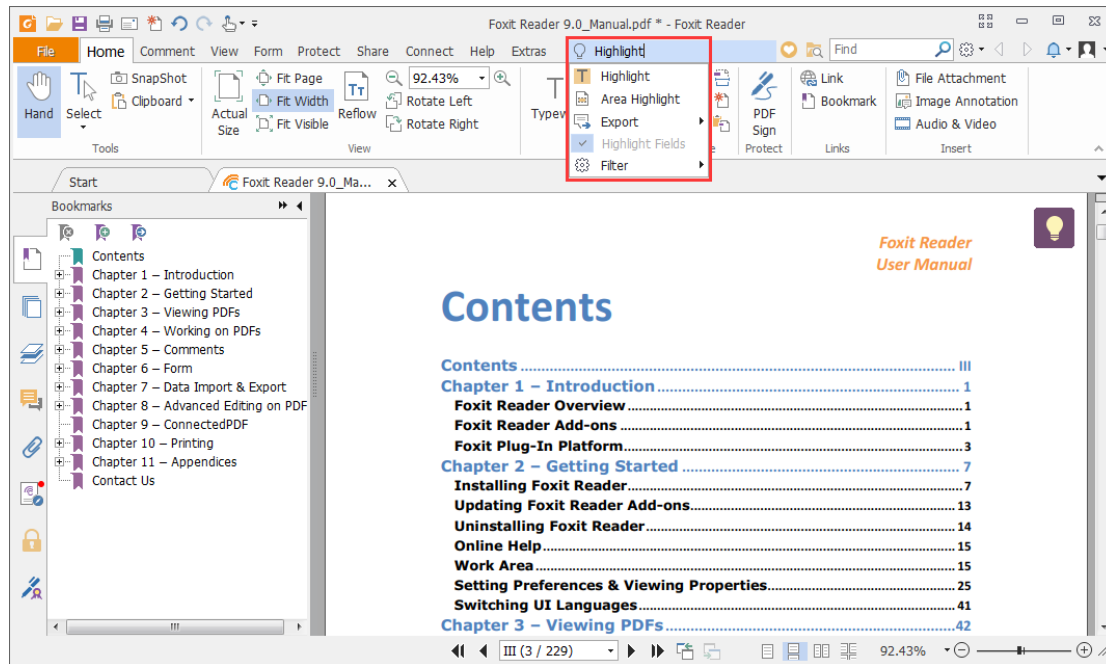 Foxit Reader 9.0_Manual.pdf * - Foxit Reader
File Home Comment View Form Protect Share Connect Help Extras Highlight Find
Hand
Select
SnapShot
Clipboard
Tools
Actual Size
Fit Page
Fit Width
Fit Visible
Reflow
92.43%
Rotate Left
Rotate Right
View
Typew
Highlight
Area Highlight
Export
Highlight Fields
Filter
PDF Sign
Protect
Link
Bookmark
Links
File Attachment
Image Annotation
Audio & Video
Insert
Start
Foxit Reader 9.0_Ma... x
Bookmarks
Contents
Chapter 1 – Introduction
Chapter 2 – Getting Started
Chapter 3 – Viewing PDFs
Chapter 4 – Working on PDFs
Chapter 5 – Comments
Chapter 6 – Form
Chapter 7 – Data Import & Export
Chapter 8 – Advanced Editing on PDF
Chapter 9 – ConnectedPDF
Chapter 10 – Printing
Chapter 11 – Appendices
Contact Us
Foxit Reader
User Manual
Contents
Contents ... III
Chapter 1 – Introduction ... 1
Foxit Reader Overview ... 1
Foxit Reader Add-ons ... 1
Foxit Plug-In Platform ... 3
Chapter 2 – Getting Started ... 7
Installing Foxit Reader ... 7
Updating Foxit Reader Add-ons ... 13
Uninstalling Foxit Reader ... 14
Online Help ... 15
Work Area ... 15
Setting Preferences & Viewing Properties ... 25
Switching UI Languages ... 41
Chapter 3 – Viewing PDFs ... 42
III (3 / 229)
92.43%